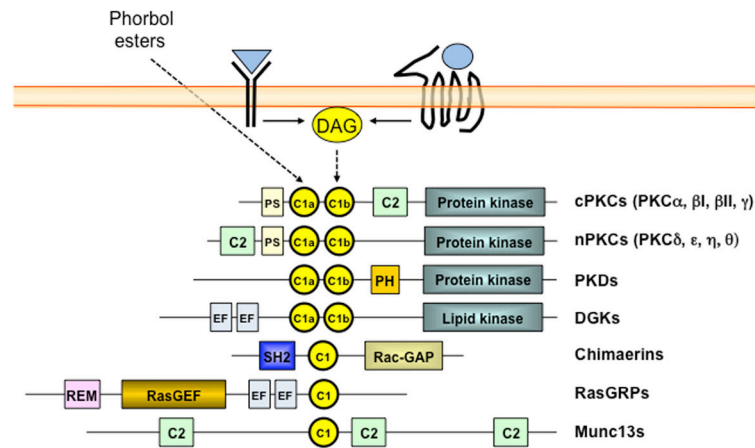 Phorbol
esters
DAG
PS C1a C1b C2 Protein kinase cPKCs (PKCα, βI, βII, γ)
C2 PS C1a C1b Protein kinase nPKCs (PKCδ, ε, η, θ)
C1a C1b PH Protein kinase PKDs
EF EF C1a C1b Lipid kinase DGKs
SH2 C1 Rac-GAP Chimaerins
REM RasGEF EF EF C1 RasGRPs
C2 C1 C2 C2 Munc13s